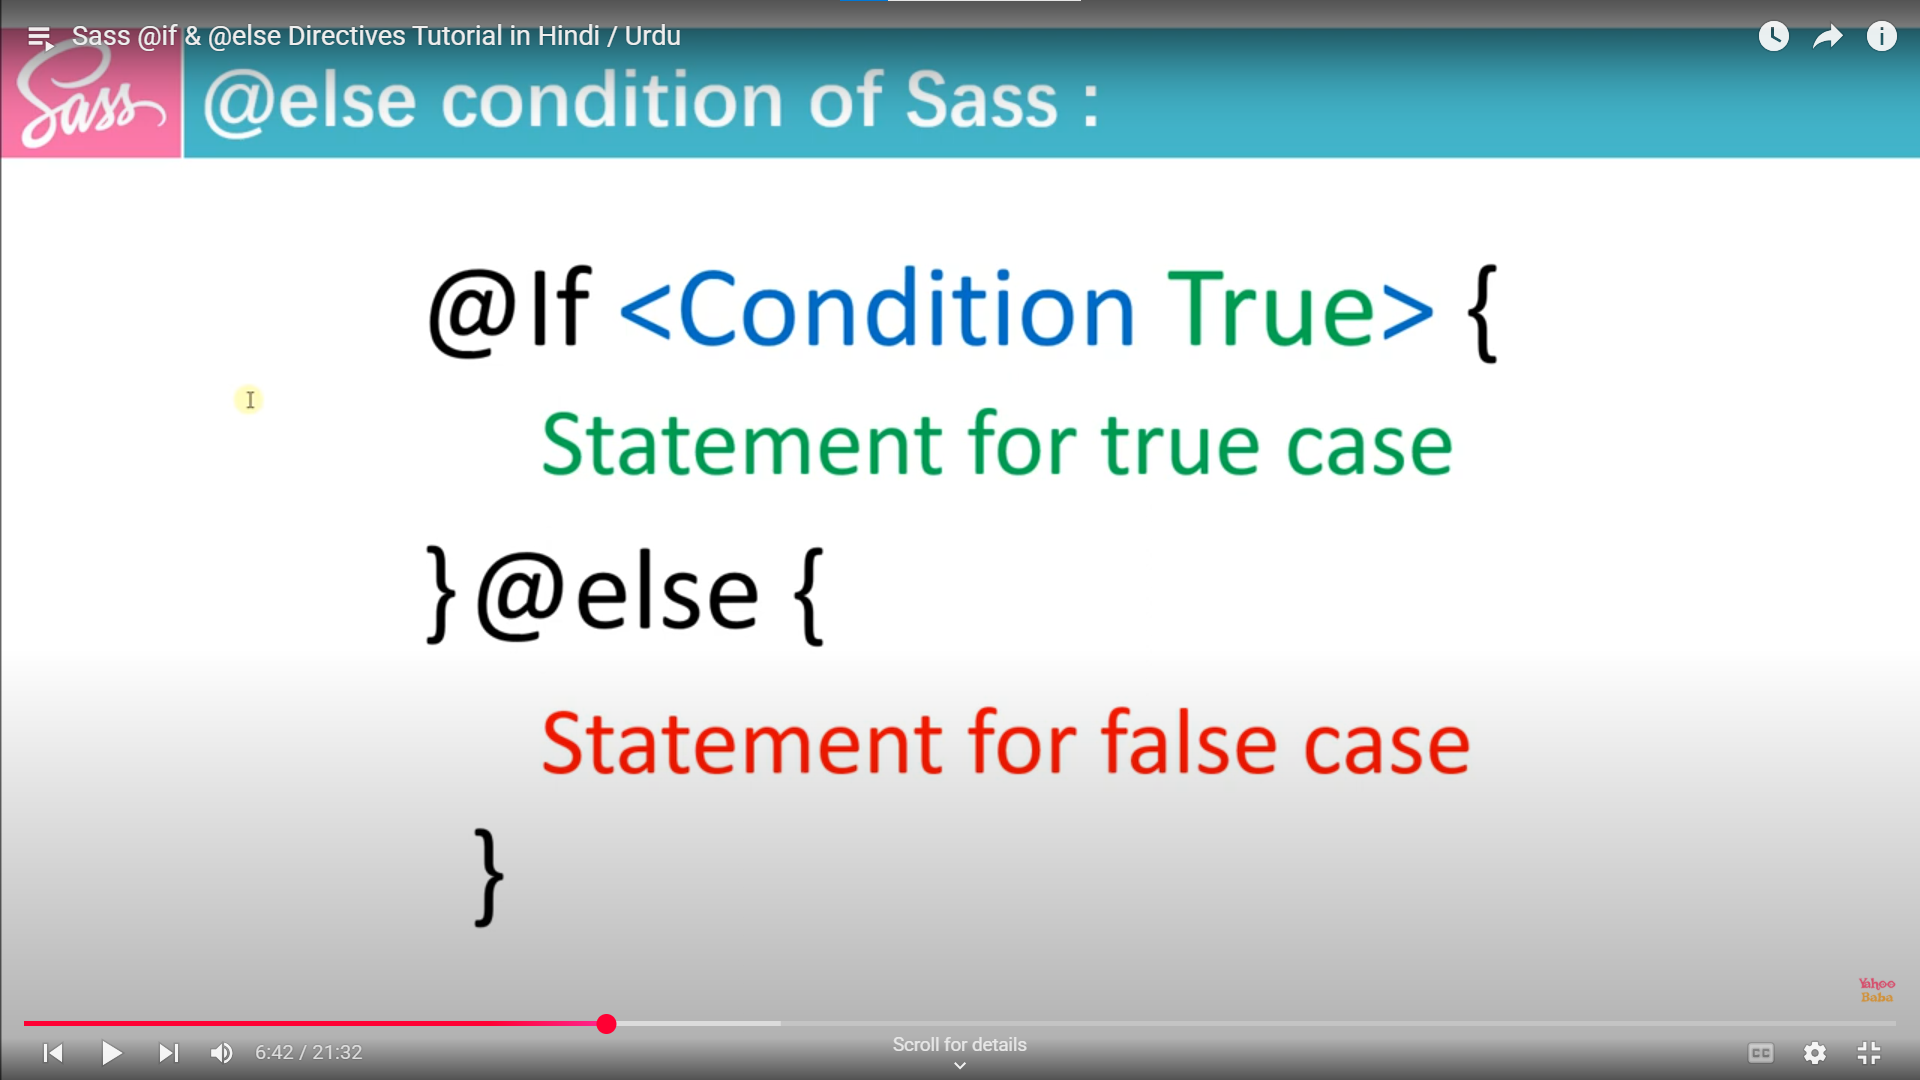 Sass @if & @else Directives Tutorial in Hindi / Urdu
Sass
@else condition of Sass :
@If <Condition True> {
Statement for true case
} @else {
Statement for false case
}
Yahoo
Baba
6:42 / 21:32
Scroll for details
CC